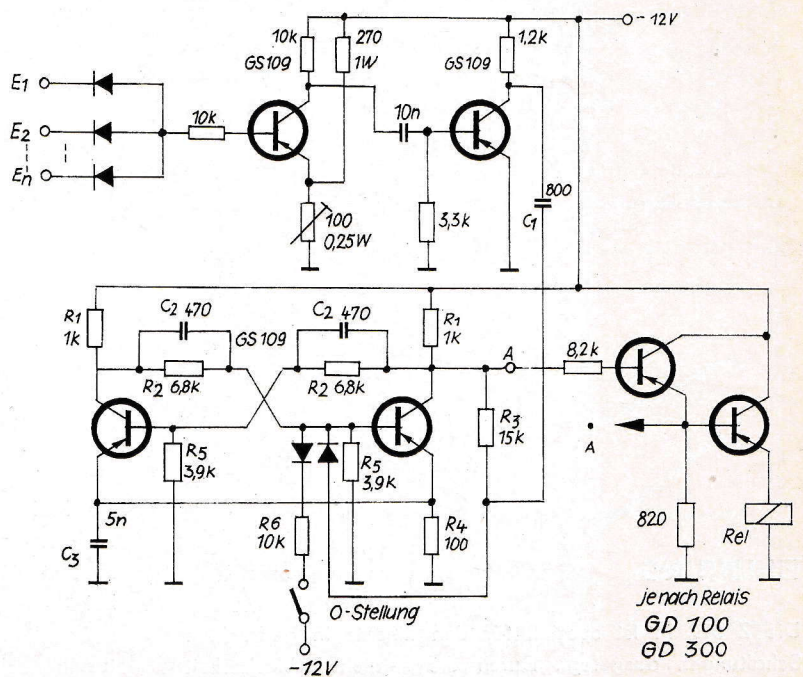 -12V
10k
270
1W
GS109
1,2k
GS109
E1
E2
En
10k
10n
100
0,25W
3,3k
800
C1
R1
1k
C2 470
GS 109
C2 470
R1
1k
R2 6,8k
R2 6,8k
A
8,2k
R5
3,9k
R5
3,9k
R3
15k
A
5n
C3
R6
10k
R4
100
820
Rel
0-Stellung
-12V
je nach Relais
GD 100
GD 300